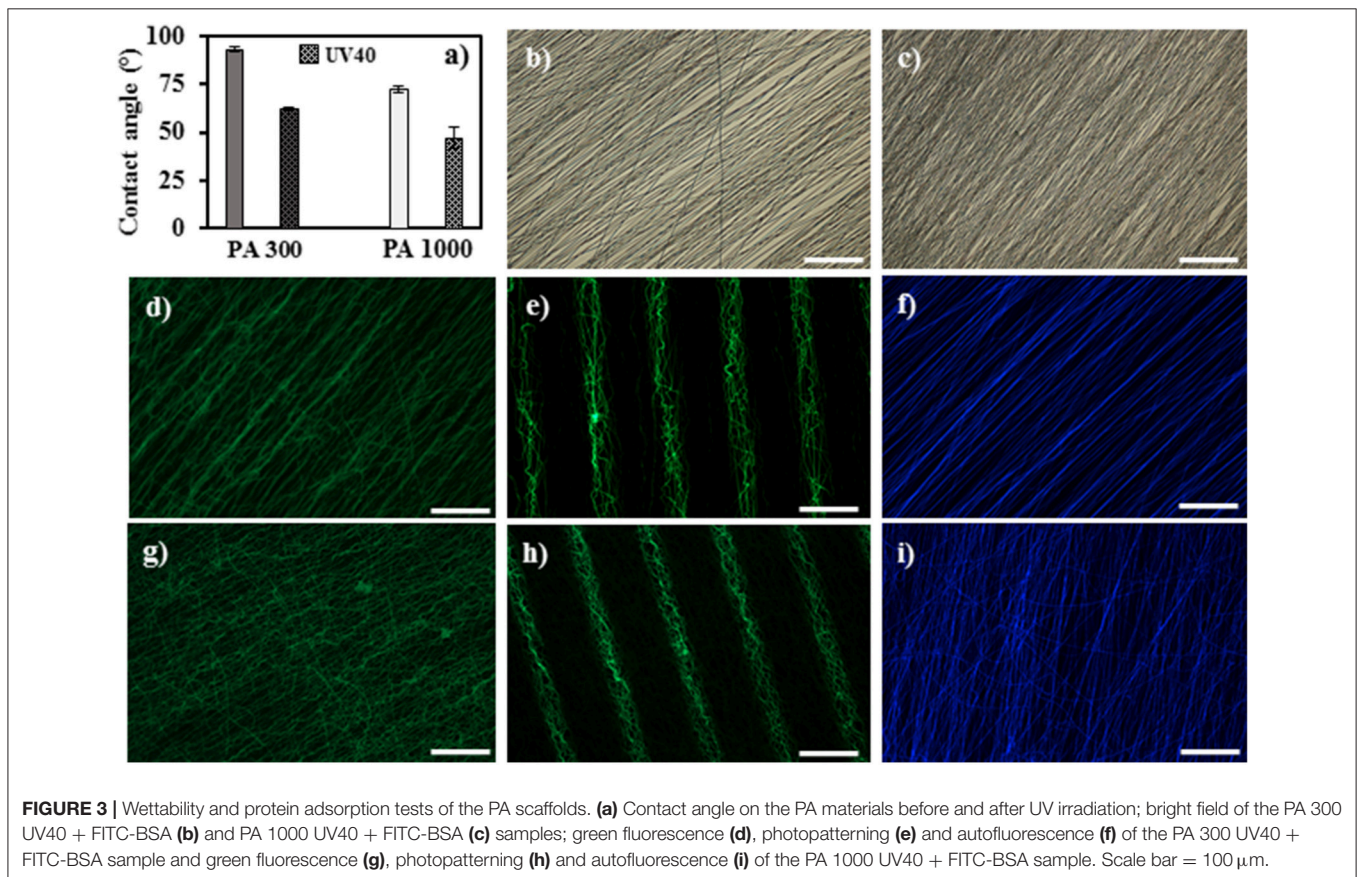 100
75
50
25
0
Contact angle (°)
UV40
a)
PA 300
PA 1000
b)
c)
d)
e)
f)
g)
h)
i)
FIGURE 3 | Wettability and protein adsorption tests of the PA scaffolds. (a) Contact angle on the PA materials before and after UV irradiation; bright field of the PA 300
UV40 + FITC-BSA (b) and PA 1000 UV40 + FITC-BSA (c) samples; green fluorescence (d), photopatterning (e) and autofluorescence (f) of the PA 300 UV40 +
FITC-BSA sample and green fluorescence (g), photopatterning (h) and autofluorescence (i) of the PA 1000 UV40 + FITC-BSA sample. Scale bar = 100 μm.